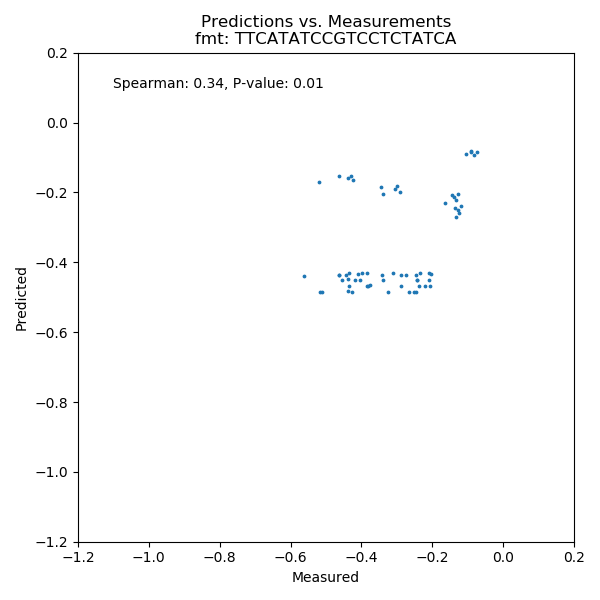 Predictions vs. Measurements
fmt: TTCATATCCGTCCTCTATCA
Spearman: 0.34, P-value: 0.01
0.2
0.0
−0.2
−0.4
−0.6
−0.8
−1.0
−1.2
Predicted
−1.2 −1.0 −0.8 −0.6 −0.4 −0.2 0.0 0.2
Measured